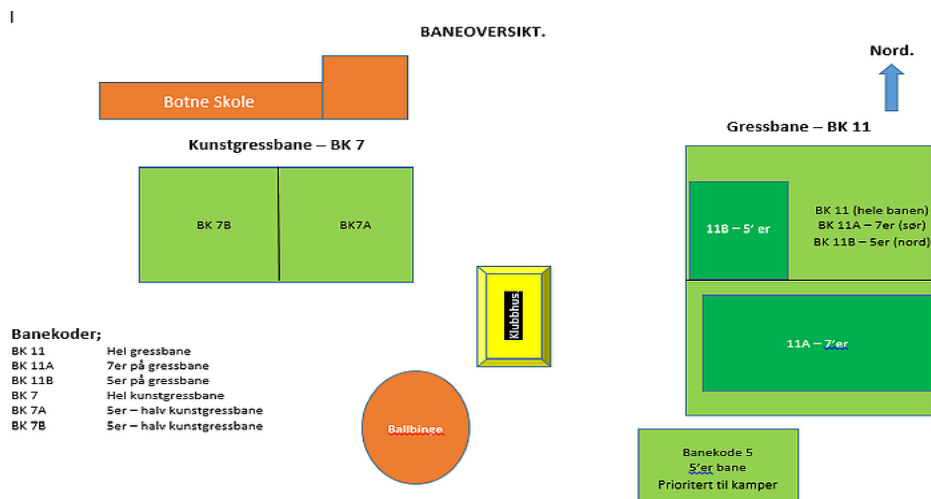 I
BANEOVERSIKT.
Nord.
Botne Skole
Gressbane – BK 11
Kunstgressbane – BK 7
BK 7B
BK7A
11B – 5' er
BK 11 (hele banen)
BK 11A – 7er (sør)
BK 11B – 5er (nord)
Klubbhus
11A – 7'er
Banekoder;
BK 11 Hel gressbane
BK 11A 7er på gressbane
BK 11B 5er på gressbane
BK 7 Hel kunstgressbane
BK 7A 5er – halv kunstgressbane
BK 7B 5er – halv kunstgressbane
Ballbinge
Banekode 5
5'er bane
Prioritert til kamper